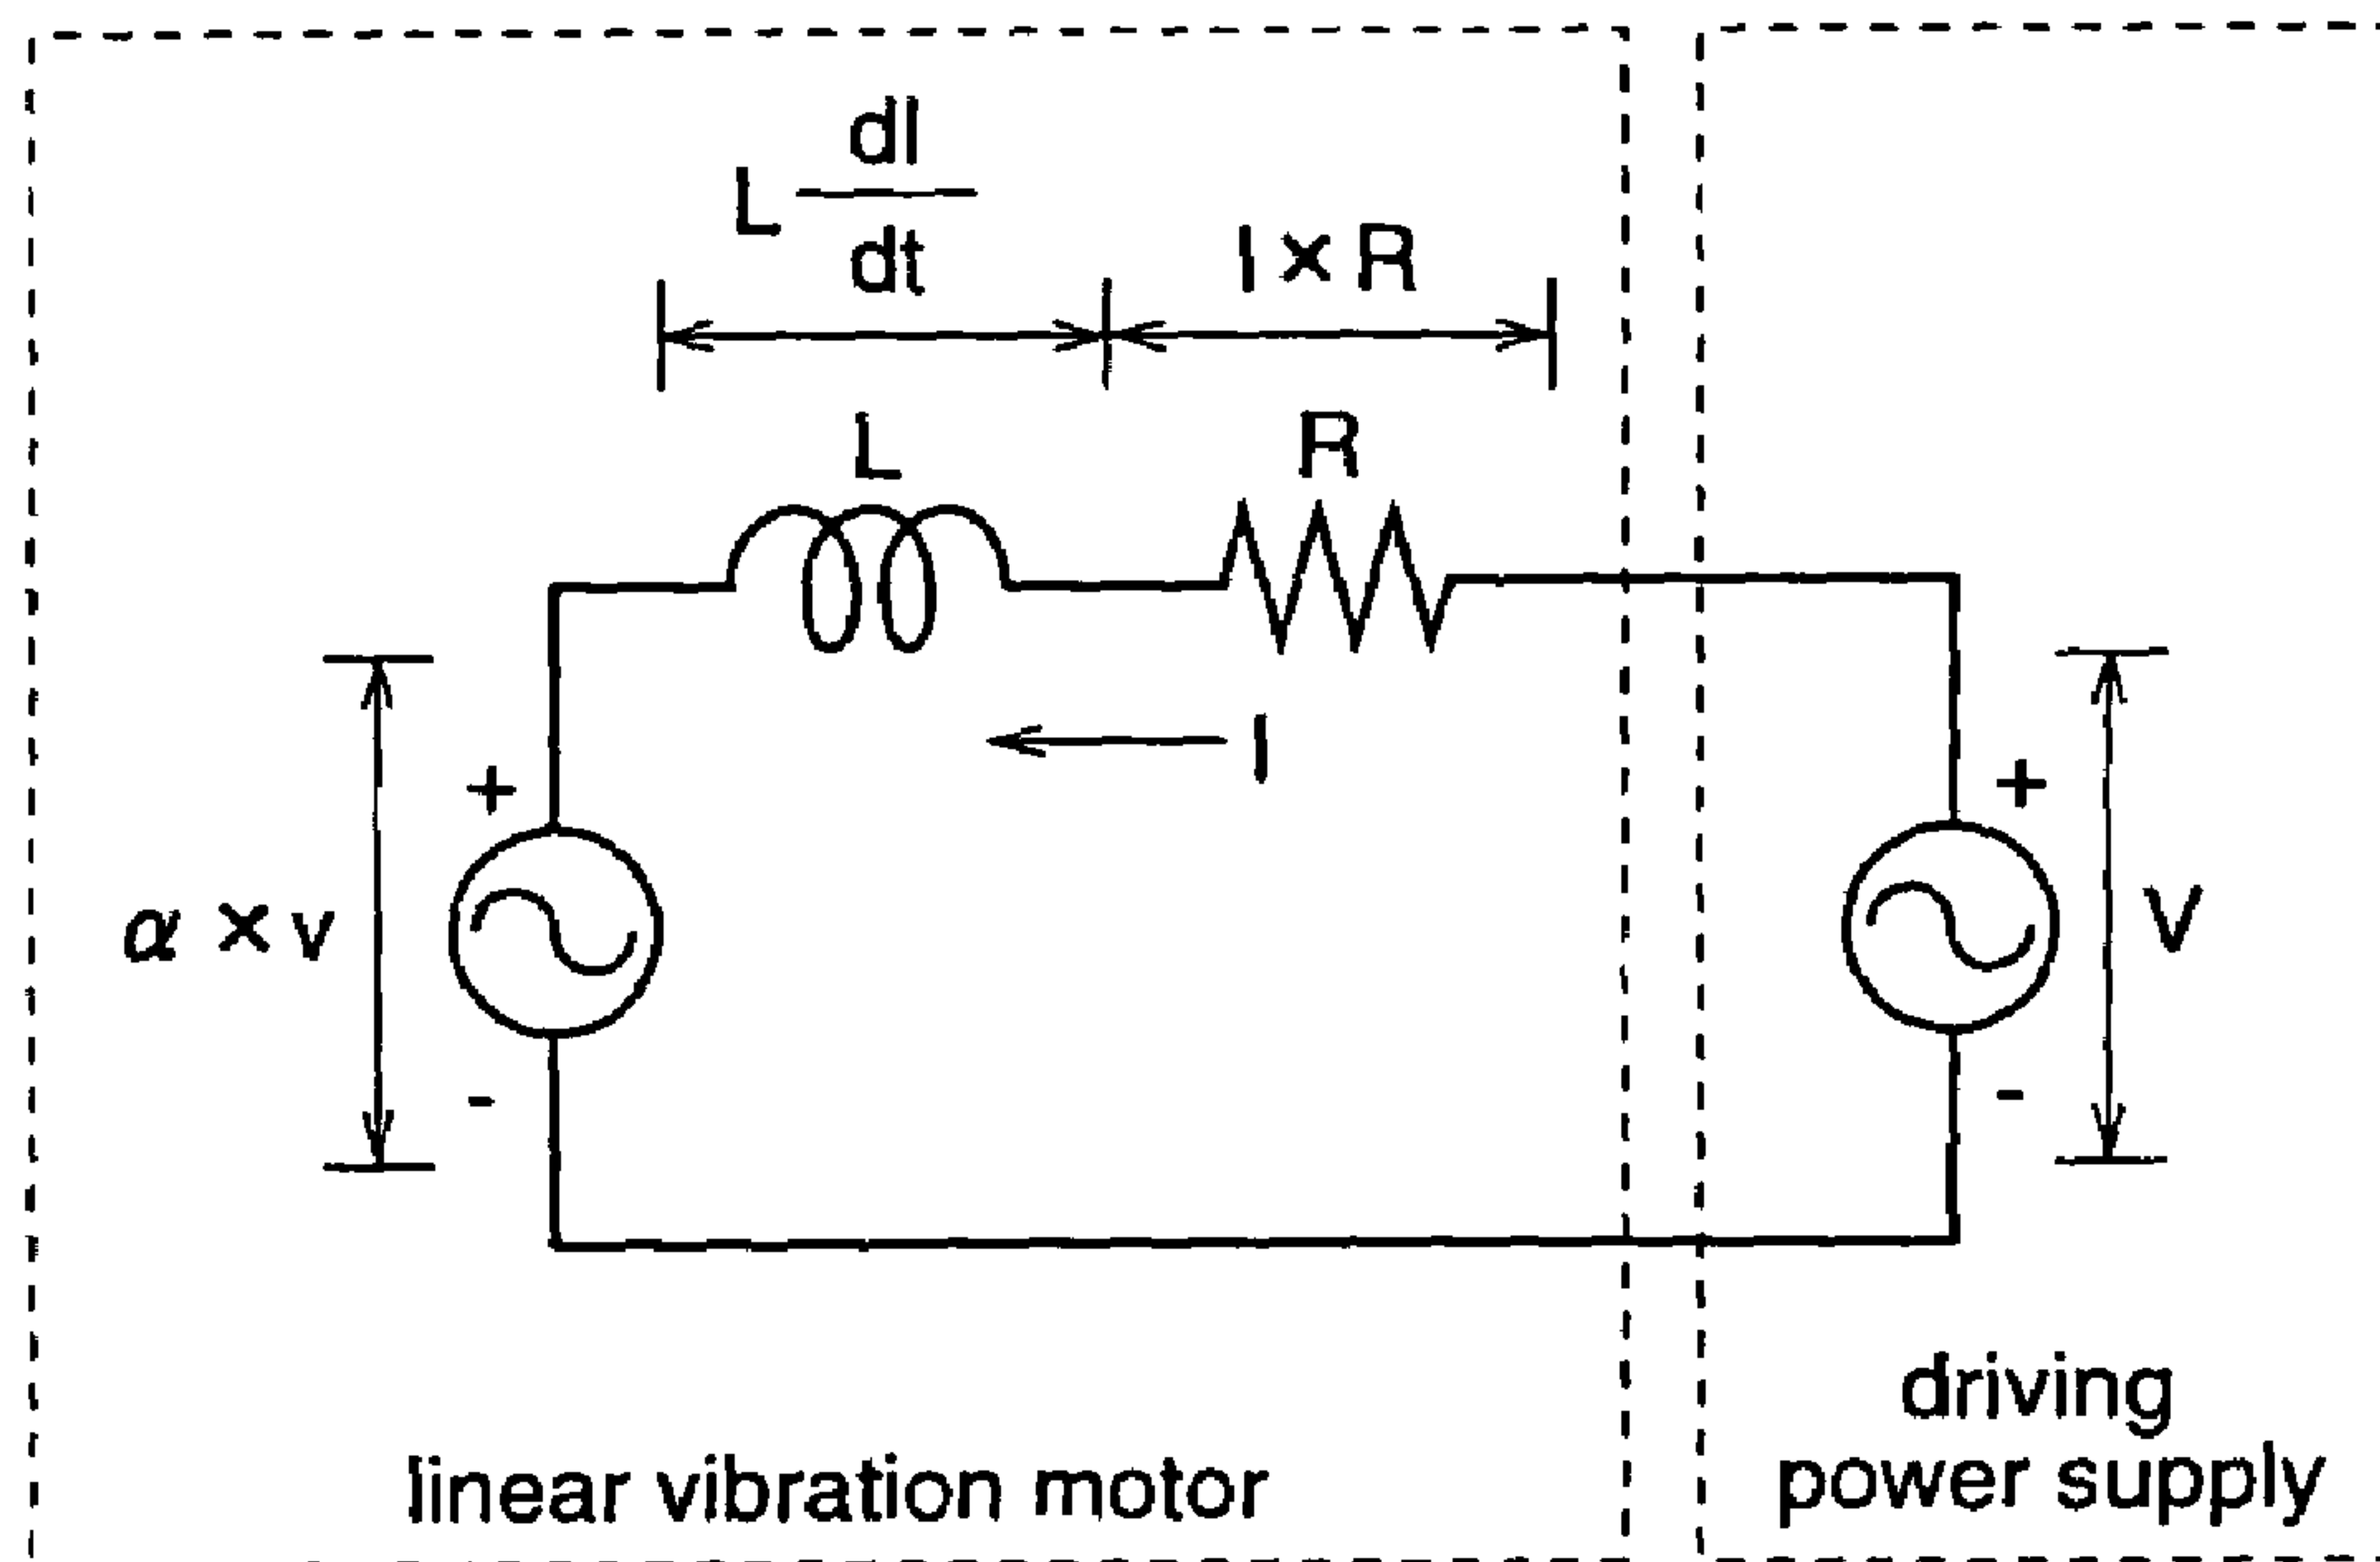 dI
L
dt
I × R
L
R
I
+
+
α × v
V
-
-
driving
power supply
linear vibration motor